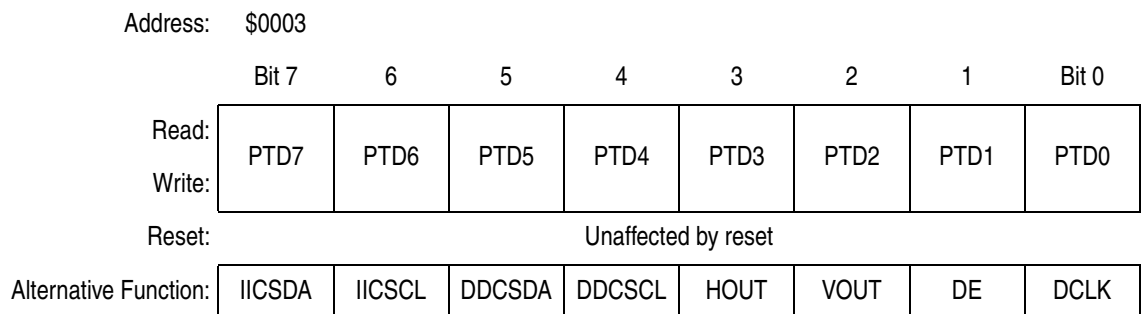 Address: $0003
Bit 7 6 5 4 3 2 1 Bit 0
Read:
PTD7 PTD6 PTD5 PTD4 PTD3 PTD2 PTD1 PTD0
Write:
Reset: Unaffected by reset
Alternative Function: IICSDA IICSCL DDCSDA DDCSCL HOUT VOUT DE DCLK